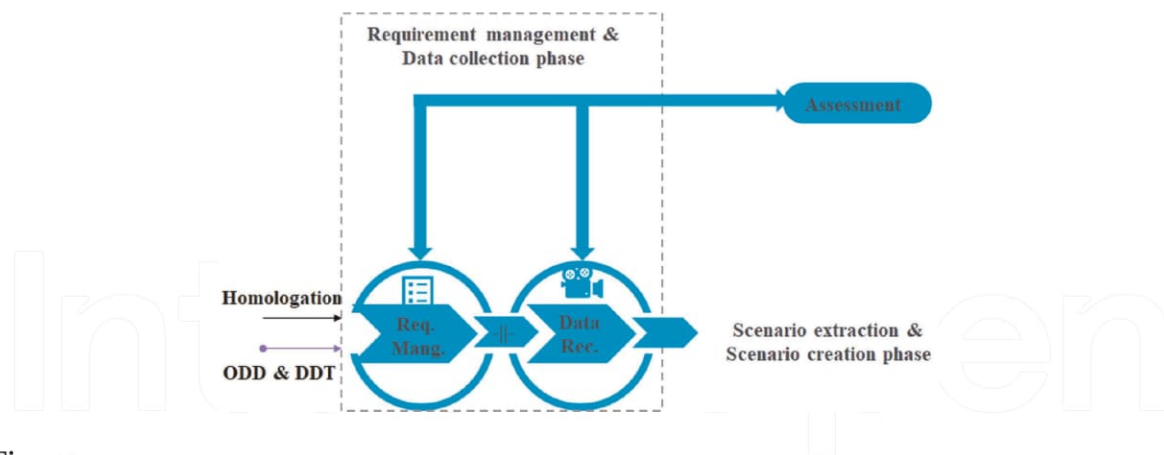 Requirement management &
Data collection phase
Assessment
Homologation
Req.
Mang.
-||-
Data
Rec.
Scenario extraction &
Scenario creation phase
ODD & DDT